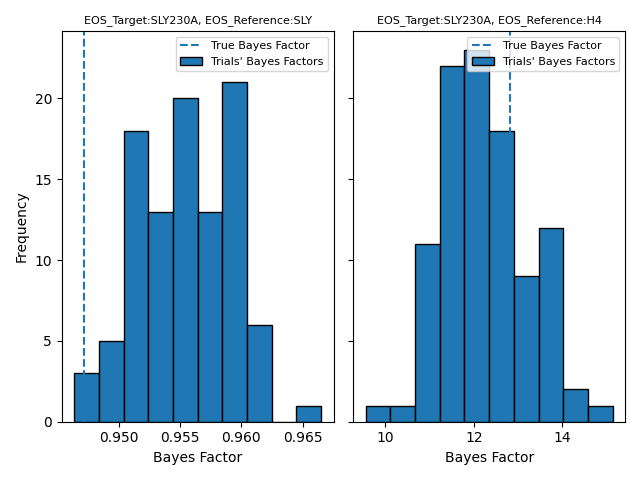 EOS_Target:SLY230A, EOS_Reference:SLY
True Bayes Factor
Trials' Bayes Factors
Frequency
20
15
10
5
0
0.950 0.955 0.960 0.965
Bayes Factor
EOS_Target:SLY230A, EOS_Reference:H4
True Bayes Factor
Trials' Bayes Factors
10 12 14
Bayes Factor